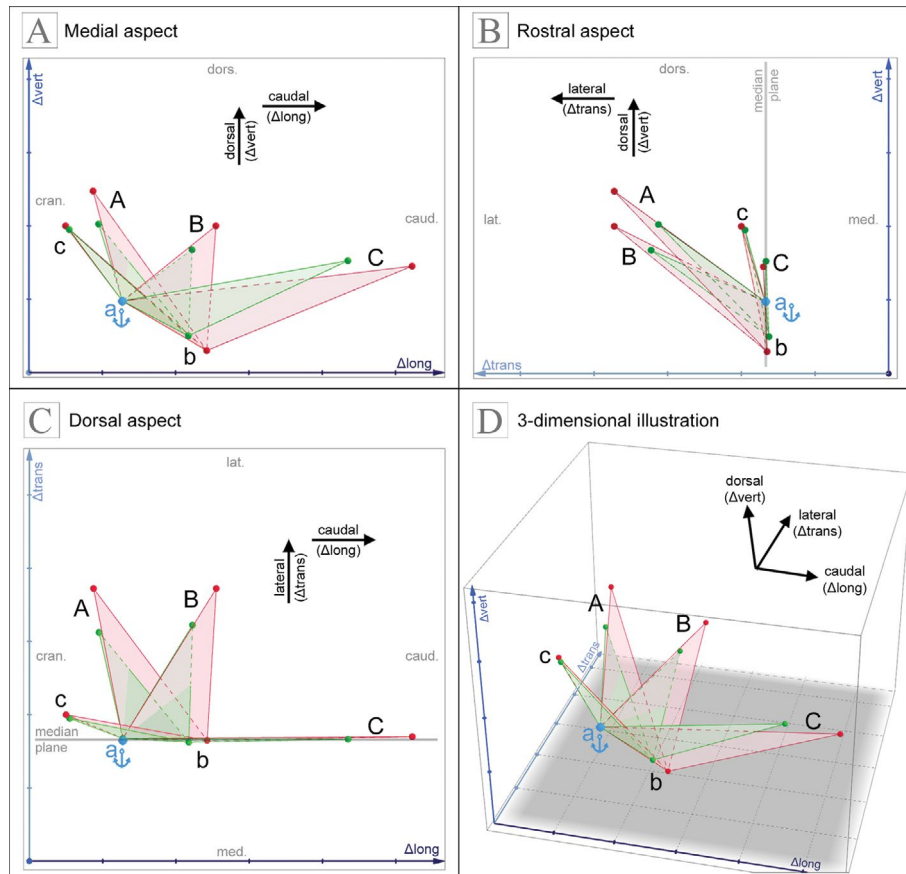 A Medial aspect
Δvert
dors.
caudal
(Δlong)
dorsal
(Δvert)
cran.
A
B
caud.
c
C
a
b
Δlong
B Rostral aspect
dors.
median
plane
Δvert
lateral
(Δtrans)
dorsal
(Δvert)
lat.
A
c
med.
B
C
a
b
Δtrans
C Dorsal aspect
Δtrans
lat.
caudal
(Δlong)
lateral
(Δtrans)
A
B
cran.
caud.
c
C
median
plane
a
b
med.
Δlong
D 3-dimensional illustration
dorsal
(Δvert)
lateral
(Δtrans)
caudal
(Δlong)
Δvert
A
B
Δtrans
c
C
a
b
Δlong